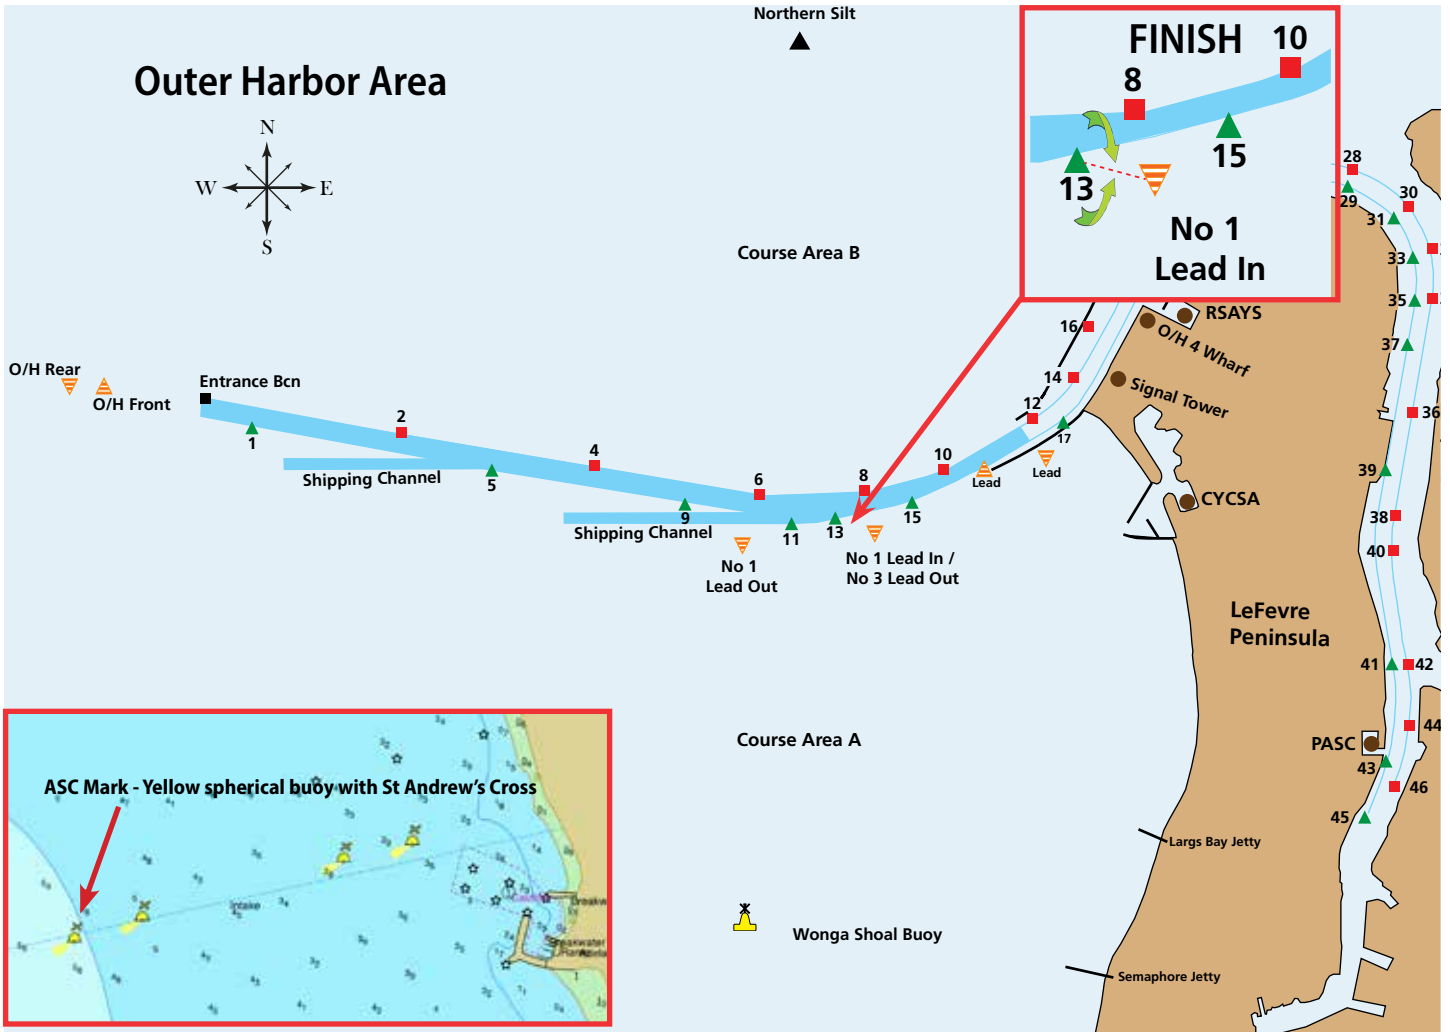 Northern Silt
Outer Harbor Area
N
W
E
S
FINISH
10
8
15
13
No 1
Lead In
Course Area B
28
29
30
31
33
35
37
36
39
38
40
41
42
44
43
46
45
RSAYS
O/H 4 Wharf
16
14
12
17
Signal Tower
O/H Rear
O/H Front
Entrance Bcn
1
2
4
5
6
8
9
10
11
13
15
Lead
Lead
Shipping Channel
Shipping Channel
CYCSA
No 1
Lead Out
No 1 Lead In /
No 3 Lead Out
LeFevre
Peninsula
PASC
Course Area A
ASC Mark - Yellow spherical buoy with St Andrew's Cross
Intake
Largs Bay Jetty
Wonga Shoal Buoy
Semaphore Jetty